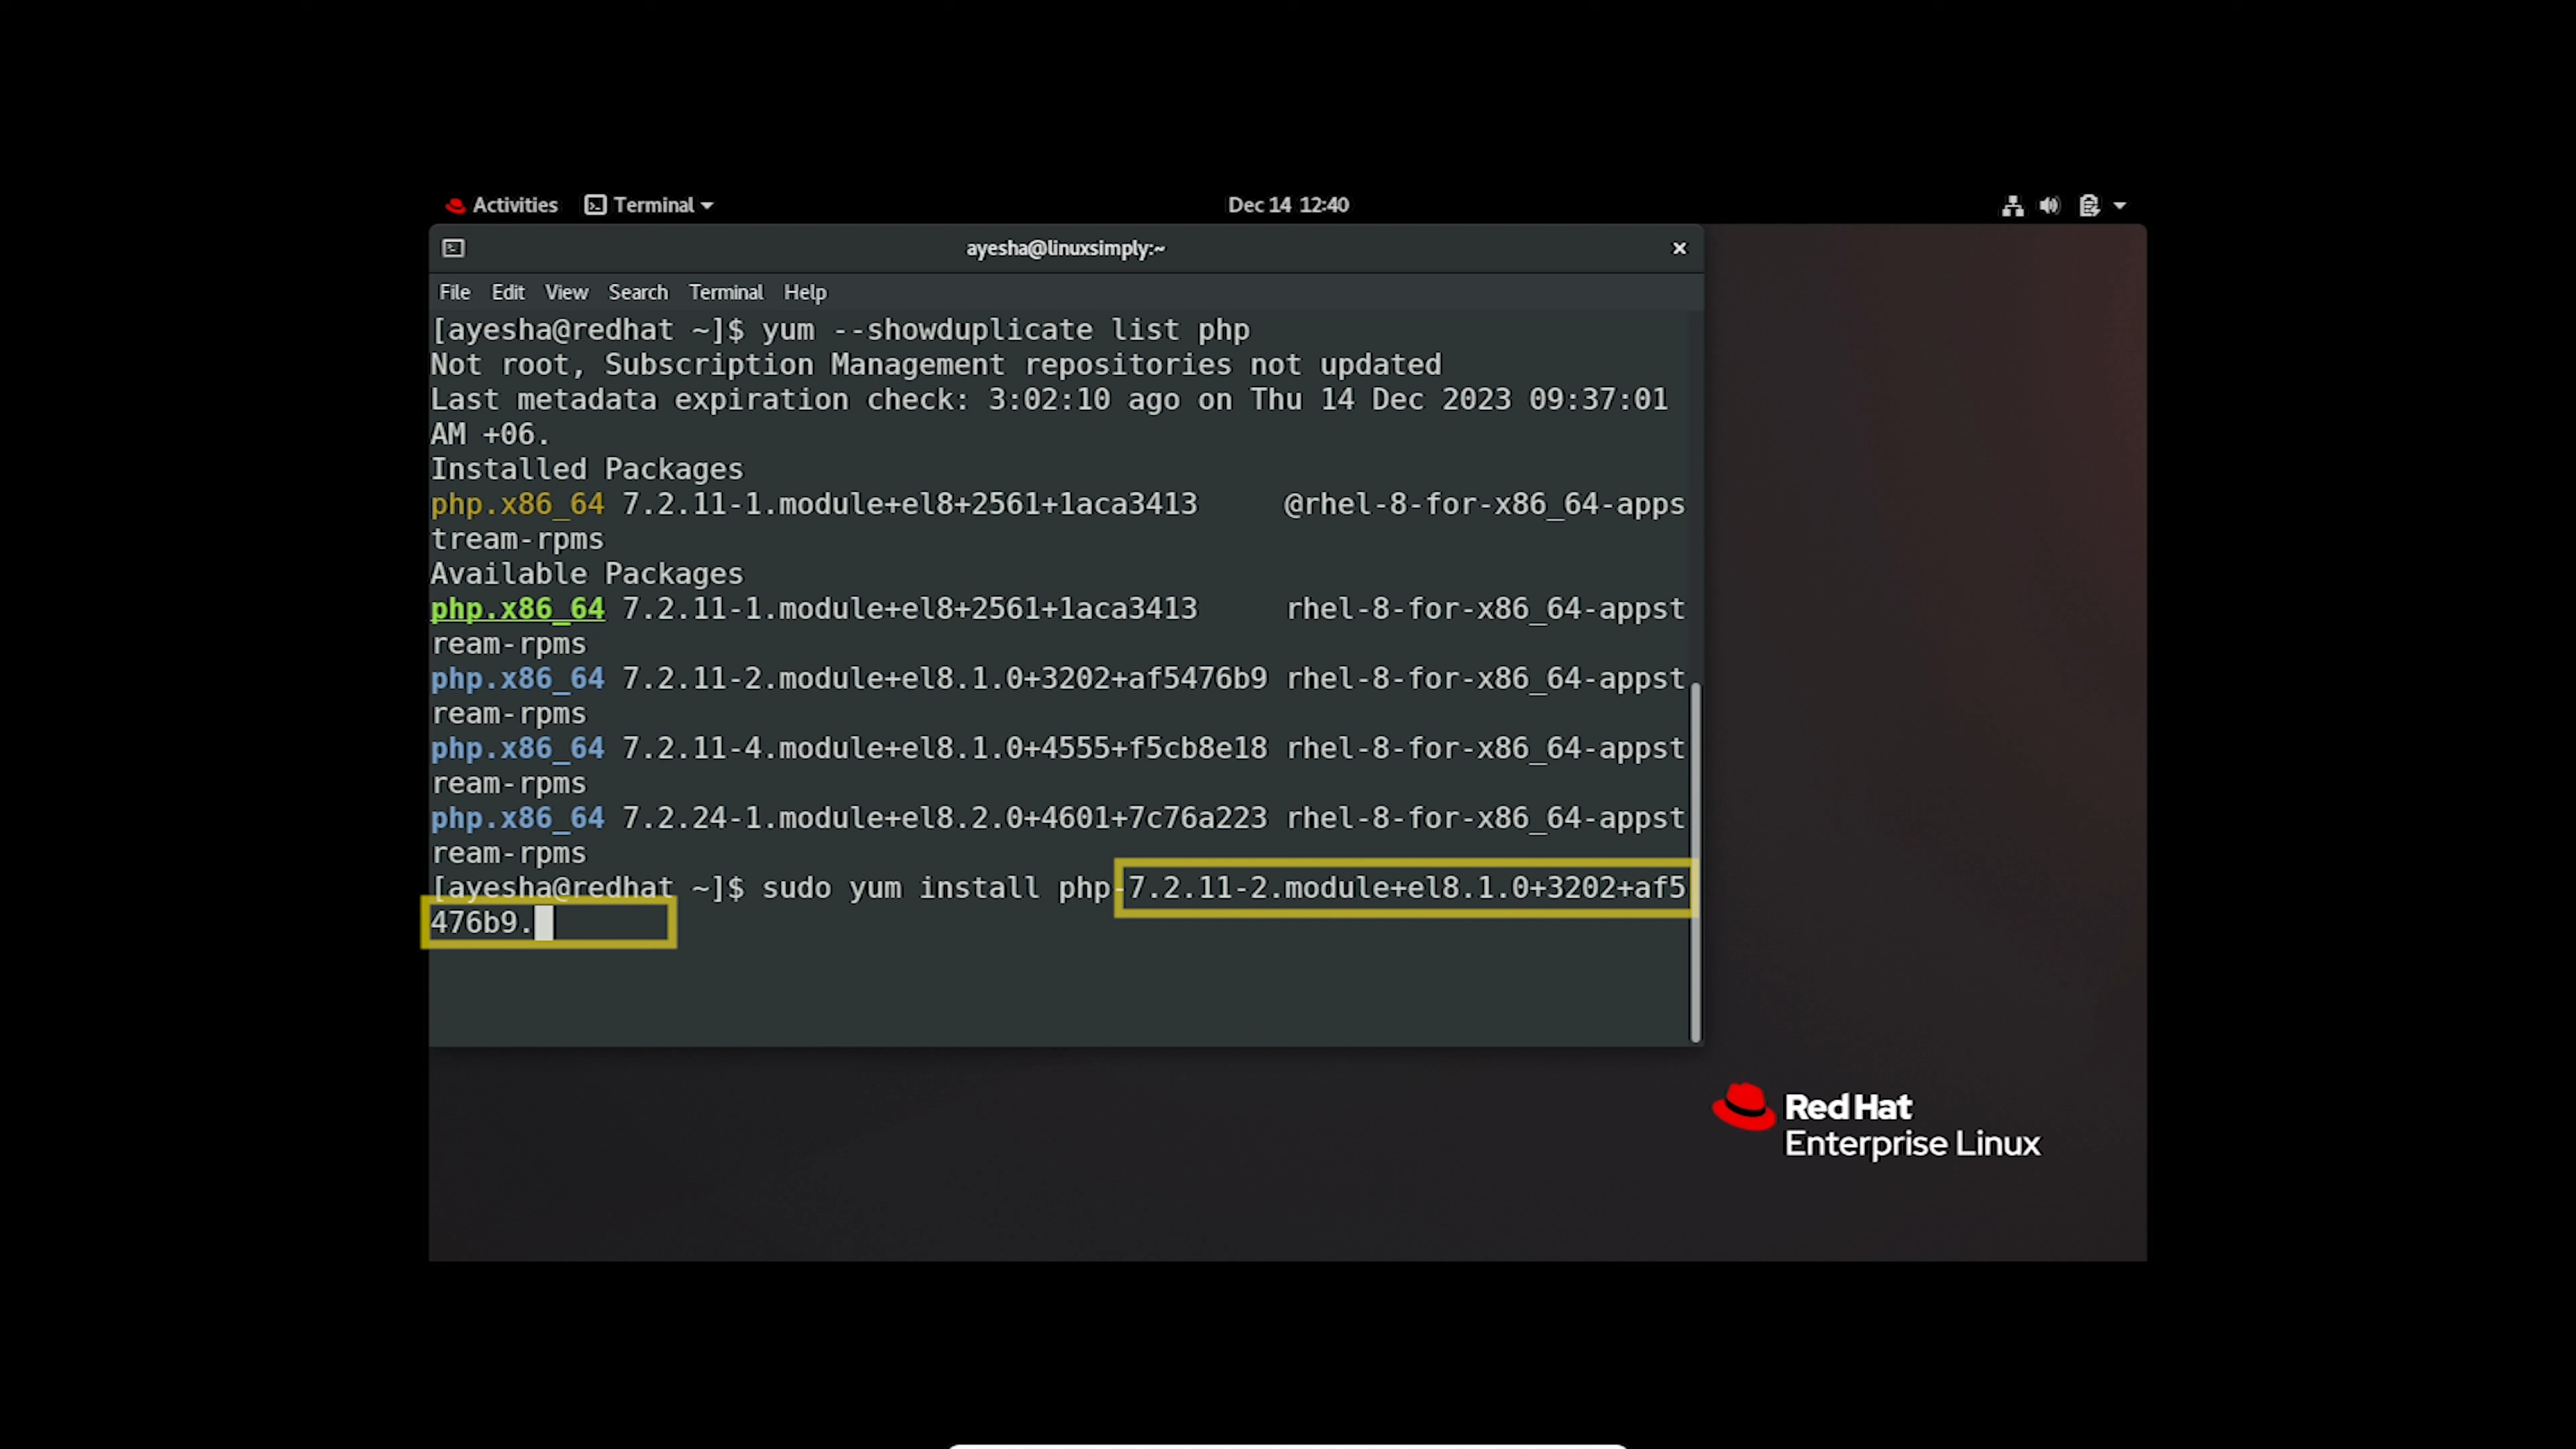 Activities Terminal Dec 14 12:40
ayesha@linuxsimply:~
File Edit View Search Terminal Help
[ayesha@redhat ~]$ yum --showduplicate list php
Not root, Subscription Management repositories not updated
Last metadata expiration check: 3:02:10 ago on Thu 14 Dec 2023 09:37:01
AM +06.
Installed Packages
php.x86_64 7.2.11-1.module+el8+2561+1aca3413 @rhel-8-for-x86_64-apps
tream-rpms
Available Packages
php.x86_64 7.2.11-1.module+el8+2561+1aca3413 rhel-8-for-x86_64-appst
ream-rpms
php.x86_64 7.2.11-2.module+el8.1.0+3202+af5476b9 rhel-8-for-x86_64-appst
ream-rpms
php.x86_64 7.2.11-4.module+el8.1.0+4555+f5cb8e18 rhel-8-for-x86_64-appst
ream-rpms
php.x86_64 7.2.24-1.module+el8.2.0+4601+7c76a223 rhel-8-for-x86_64-appst
ream-rpms
[ayesha@redhat ~]$ sudo yum install php-7.2.11-2.module+el8.1.0+3202+af5
476b9.
Red Hat
Enterprise Linux